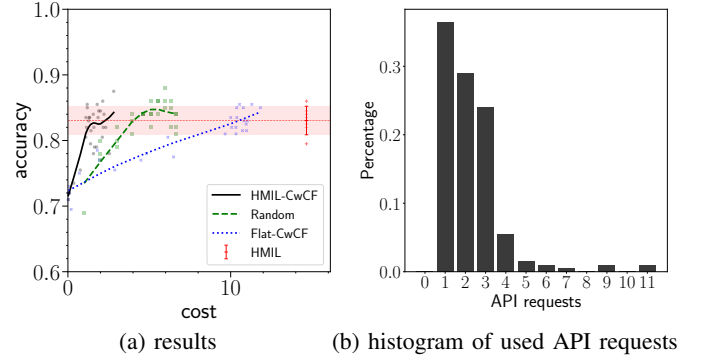 1.0
0.9
0.8
0.7
0.6
accuracy
0
10
cost
HMIL-CwCF
Random
Flat-CwCF
HMIL
(a) results
0.3
0.2
0.1
0.0
Percentage
0 1 2 3 4 5 6 7 8 9 10 11
API requests
(b) histogram of used API requests